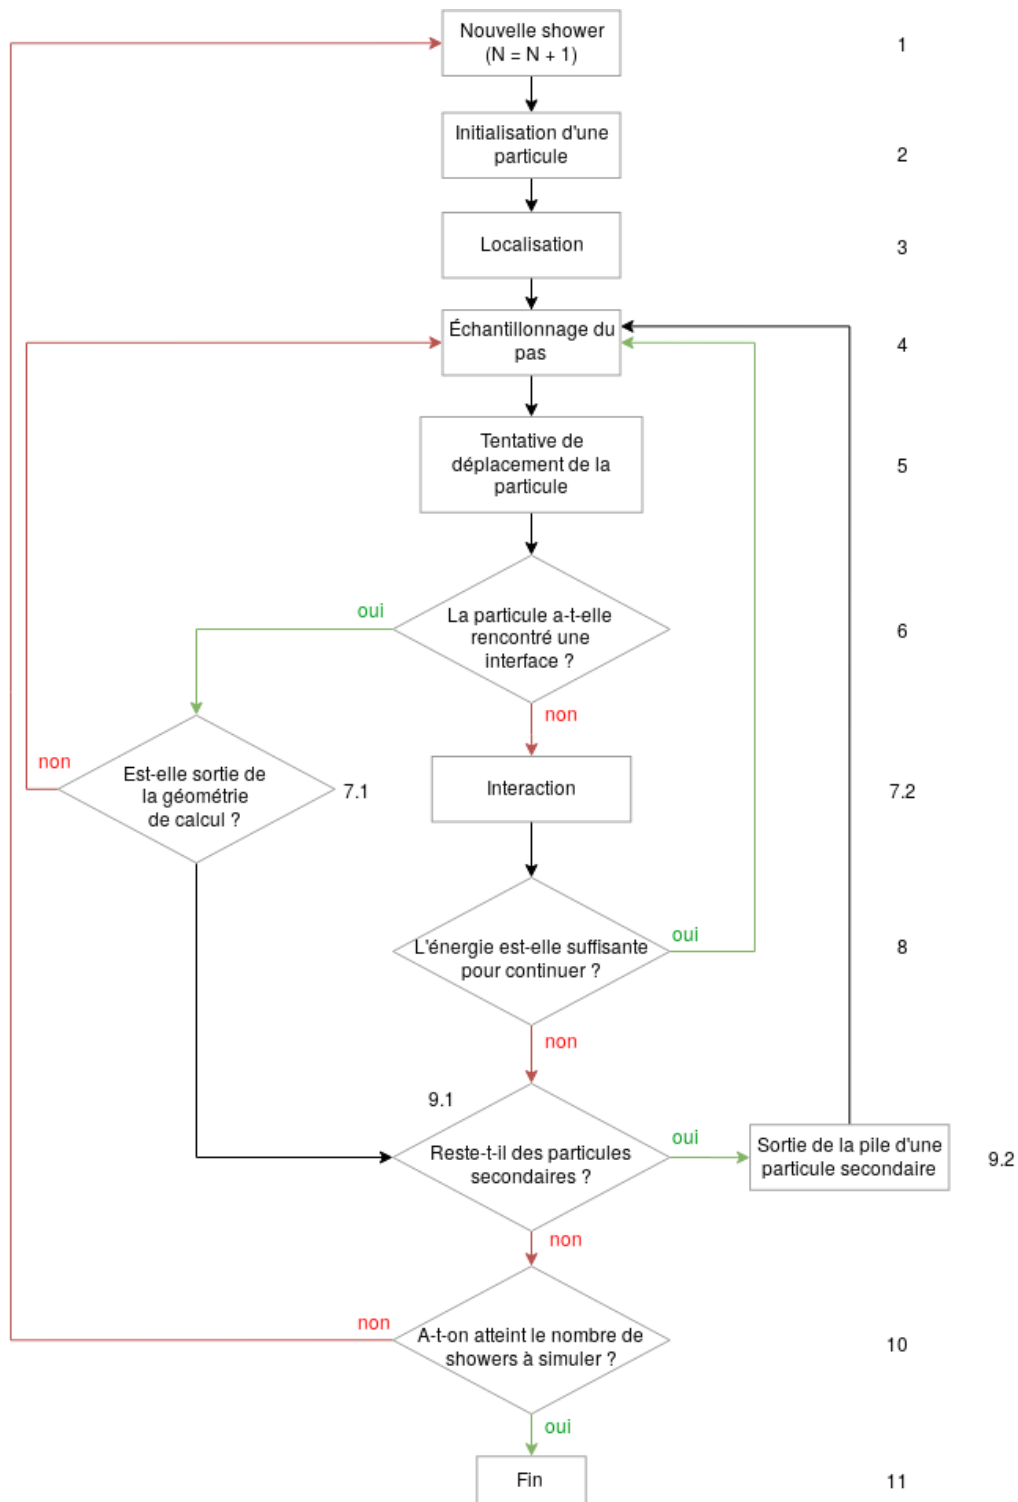 Nouvelle shower
(N = N + 1)
1
Initialisation d'une
particule
2
Localisation
3
Échantillonnage du
pas
4
Tentative de
déplacement de la
particule
5
oui
La particule a-t-elle
rencontré une
interface ?
6
non
non
Est-elle sortie de
la géométrie
de calcul ?
7.1
Interaction
7.2
L'énergie est-elle suffisante
pour continuer ?
oui
8
non
9.1
Reste-t-il des particules
secondaires ?
oui
Sortie de la pile d'une
particule secondaire
9.2
non
non
A-t-on atteint le nombre de
showers à simuler ?
10
oui
Fin
11